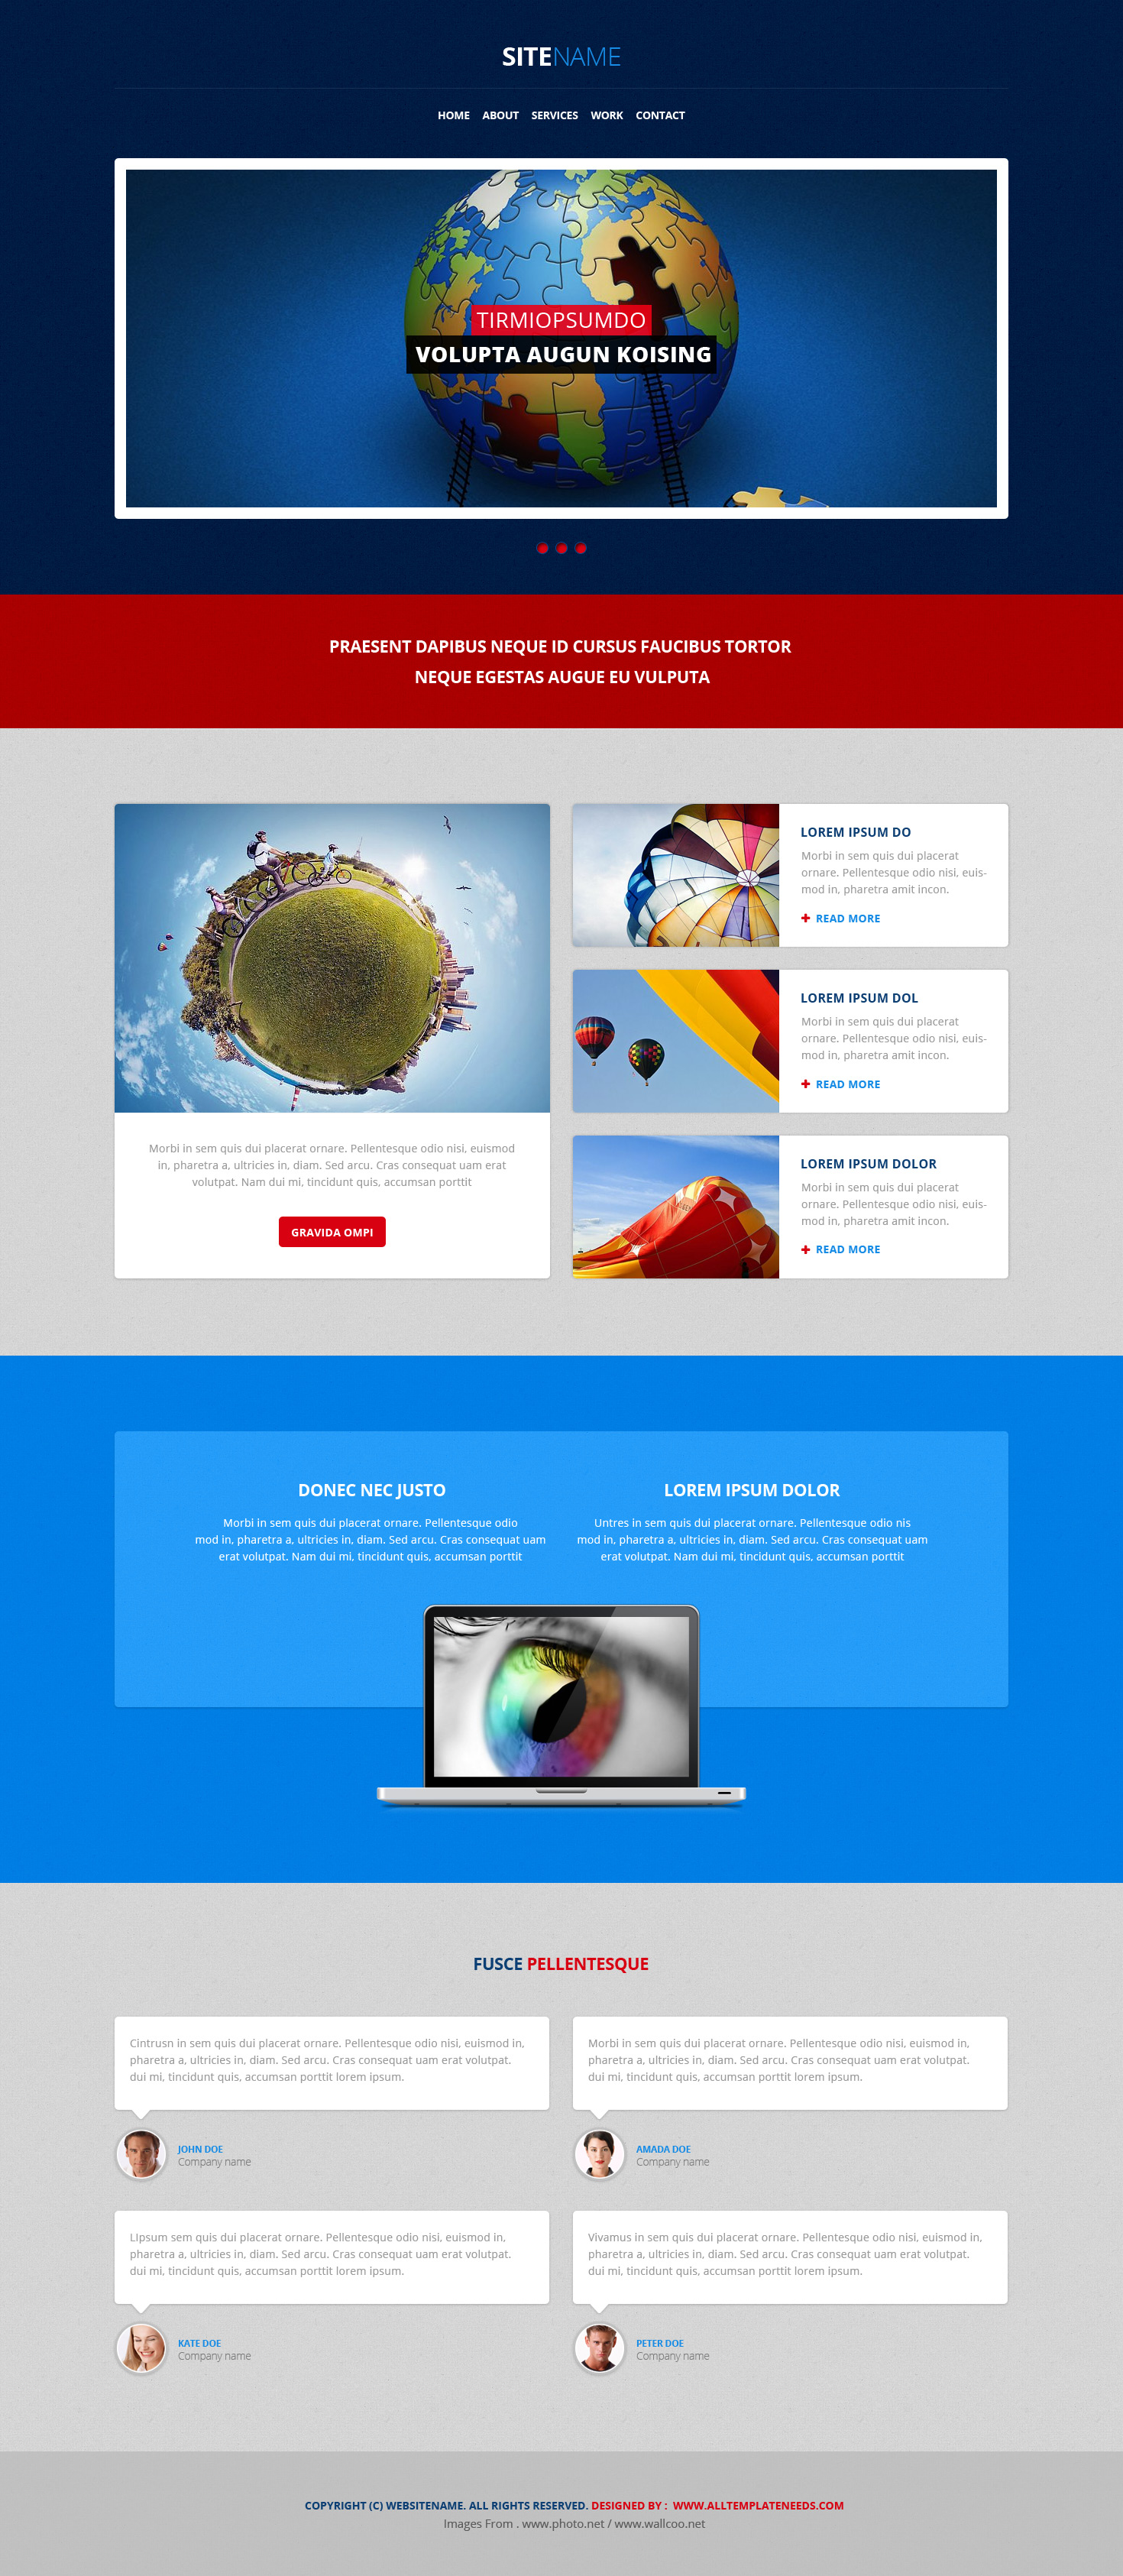 SITENAME
HOME ABOUT SERVICES WORK CONTACT
TIRMIOPSUMDO
VOLUPTA AUGUN KOISING
PRAESENT DAPIBUS NEQUE ID CURSUS FAUCIBUS TORTOR
NEQUE EGESTAS AUGUE EU VULPUTA
Morbi in sem quis dui placerat ornare. Pellentesque odio nisi, euismod
in, pharetra a, ultricies in, diam. Sed arcu. Cras consequat uam erat
volutpat. Nam dui mi, tincidunt quis, accumsan porttit
GRAVIDA OMPI
LOREM IPSUM DO
Morbi in sem quis dui placerat
ornare. Pellentesque odio nisi, euis-
mod in, pharetra amit incon.
READ MORE
LOREM IPSUM DOL
Morbi in sem quis dui placerat
ornare. Pellentesque odio nisi, euis-
mod in, pharetra amit incon.
READ MORE
LOREM IPSUM DOLOR
Morbi in sem quis dui placerat
ornare. Pellentesque odio nisi, euis-
mod in, pharetra amit incon.
READ MORE
DONEC NEC JUSTO
Morbi in sem quis dui placerat ornare. Pellentesque odio
mod in, pharetra a, ultricies in, diam. Sed arcu. Cras consequat uam
erat volutpat. Nam dui mi, tincidunt quis, accumsan porttit
LOREM IPSUM DOLOR
Untres in sem quis dui placerat ornare. Pellentesque odio nis
mod in, pharetra a, ultricies in, diam. Sed arcu. Cras consequat uam
erat volutpat. Nam dui mi, tincidunt quis, accumsan porttit
FUSCE PELLENTESQUE
Cintrusn in sem quis dui placerat ornare. Pellentesque odio nisi, euismod in,
pharetra a, ultricies in, diam. Sed arcu. Cras consequat uam erat volutpat.
dui mi, tincidunt quis, accumsan porttit lorem ipsum.
JOHN DOE
Company name
Morbi in sem quis dui placerat ornare. Pellentesque odio nisi, euismod in,
pharetra a, ultricies in, diam. Sed arcu. Cras consequat uam erat volutpat.
dui mi, tincidunt quis, accumsan porttit lorem ipsum.
AMADA DOE
Company name
LIpsum sem quis dui placerat ornare. Pellentesque odio nisi, euismod in,
pharetra a, ultricies in, diam. Sed arcu. Cras consequat uam erat volutpat.
dui mi, tincidunt quis, accumsan porttit lorem ipsum.
KATE DOE
Company name
Vivamus in sem quis dui placerat ornare. Pellentesque odio nisi, euismod in,
pharetra a, ultricies in, diam. Sed arcu. Cras consequat uam erat volutpat.
dui mi, tincidunt quis, accumsan porttit lorem ipsum.
PETER DOE
Company name
COPYRIGHT (C) WEBSITENAME. ALL RIGHTS RESERVED. DESIGNED BY : WWW.ALLTEMPLATENEEDS.COM
Images From . www.photo.net / www.wallcoo.net